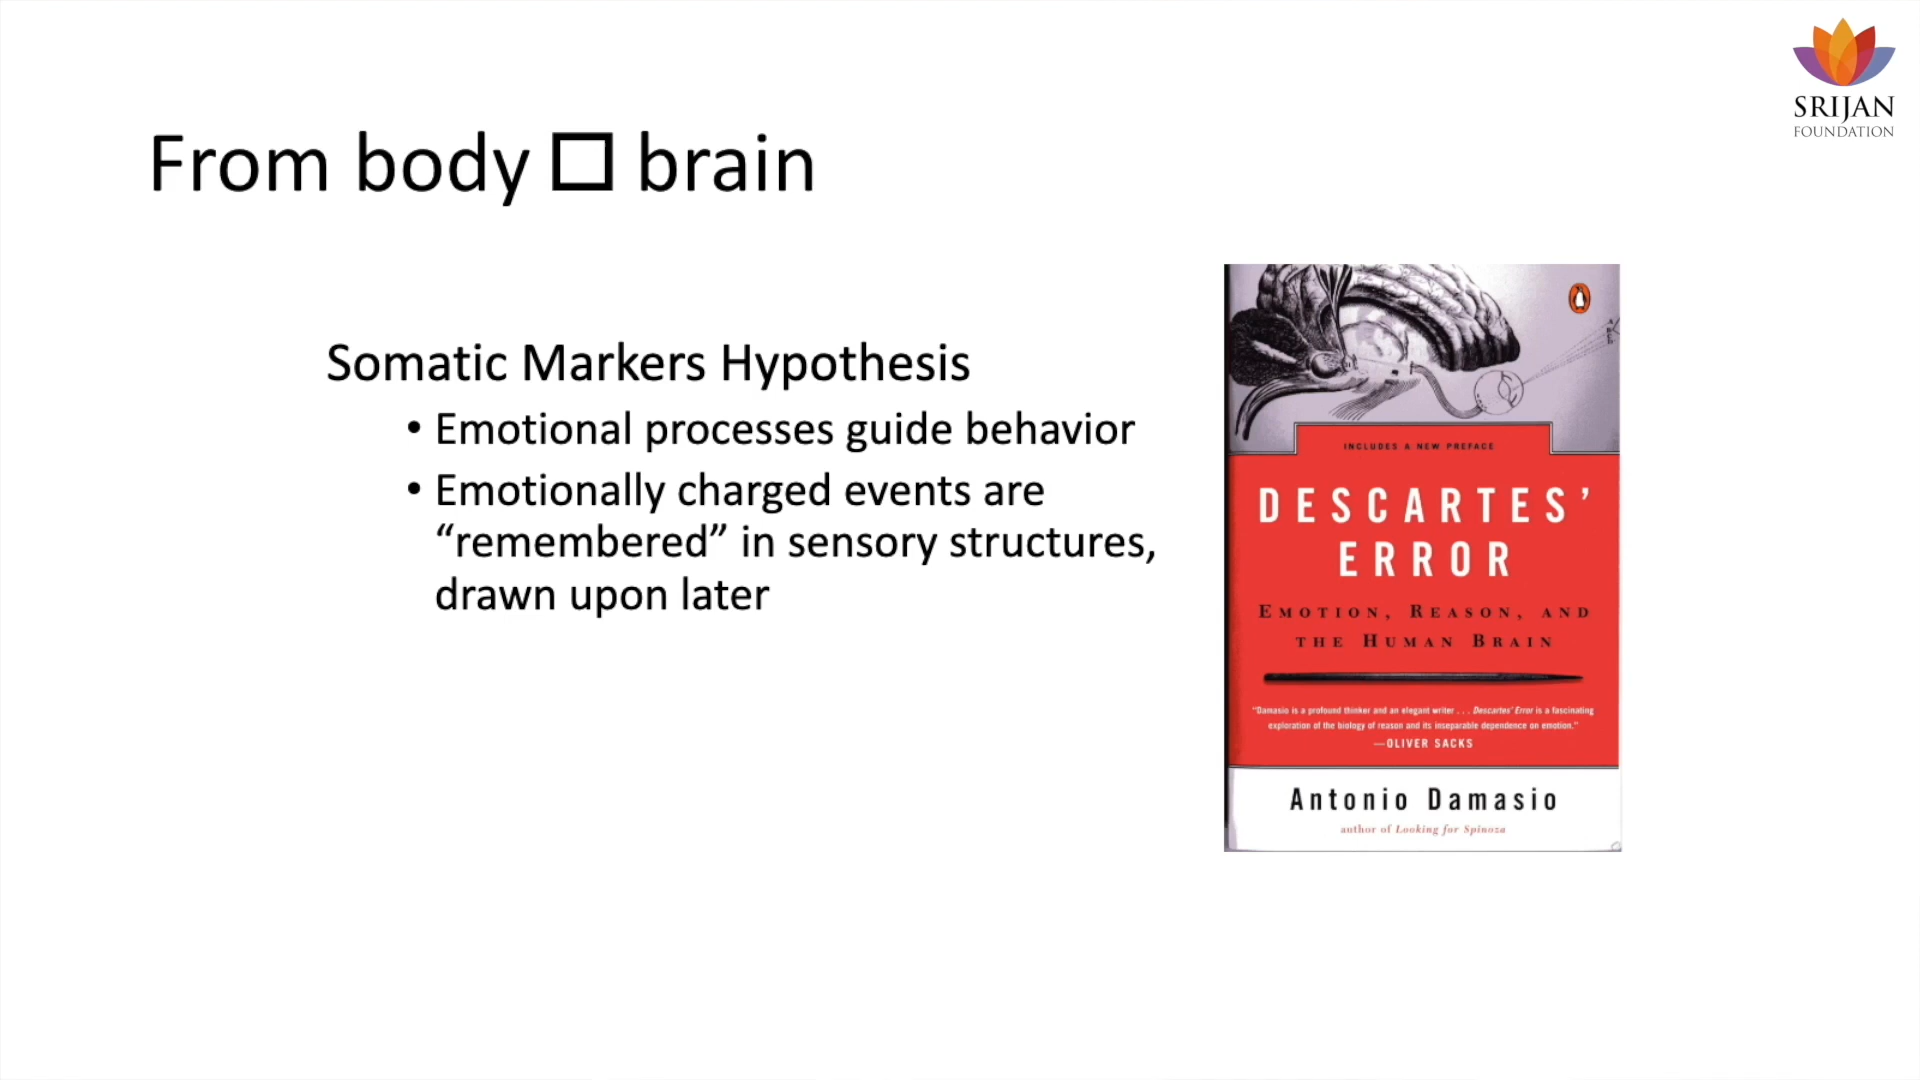 SRIJAN
FOUNDATION
From body □ brain
Somatic Markers Hypothesis
• Emotional processes guide behavior
• Emotionally charged events are
“remembered” in sensory structures,
drawn upon later
INCLUDES A NEW PREFACE
DESCARTES’
ERROR
EMOTION, REASON, AND
THE HUMAN BRAIN
“Damasio is a profound thinker and an elegant writer . . . Descartes’ Error is a fascinating
exploration of the biology of reason and its inseparable dependence on emotion.”
—OLIVER SACKS
Antonio Damasio
author of Looking for Spinoza